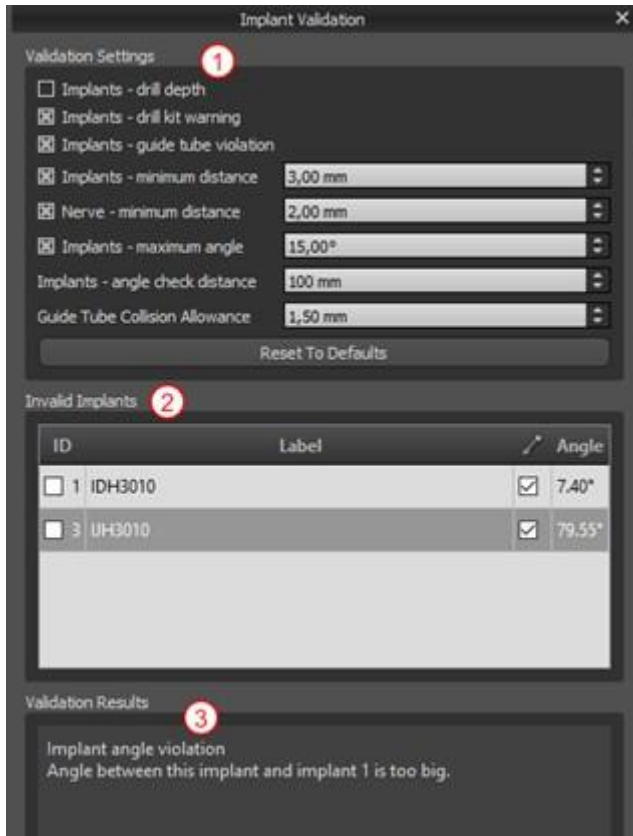 Implant Validation
Validation Settings
1
Implants - drill depth
Implants - drill kit warning
Implants - guide tube violation
Implants - minimum distance 3,00 mm
Nerve - minimum distance 2,00 mm
Implants - maximum angle 15,00°
Implants - angle check distance 100 mm
Guide Tube Collision Allowance 1,50 mm
Reset To Defaults
Invalid Implants 2
ID Label Angle
1 IDH3010 7.40°
3 UH3010 79.55°
Validation Results
3
Implant angle violation
Angle between this implant and implant 1 is too big.